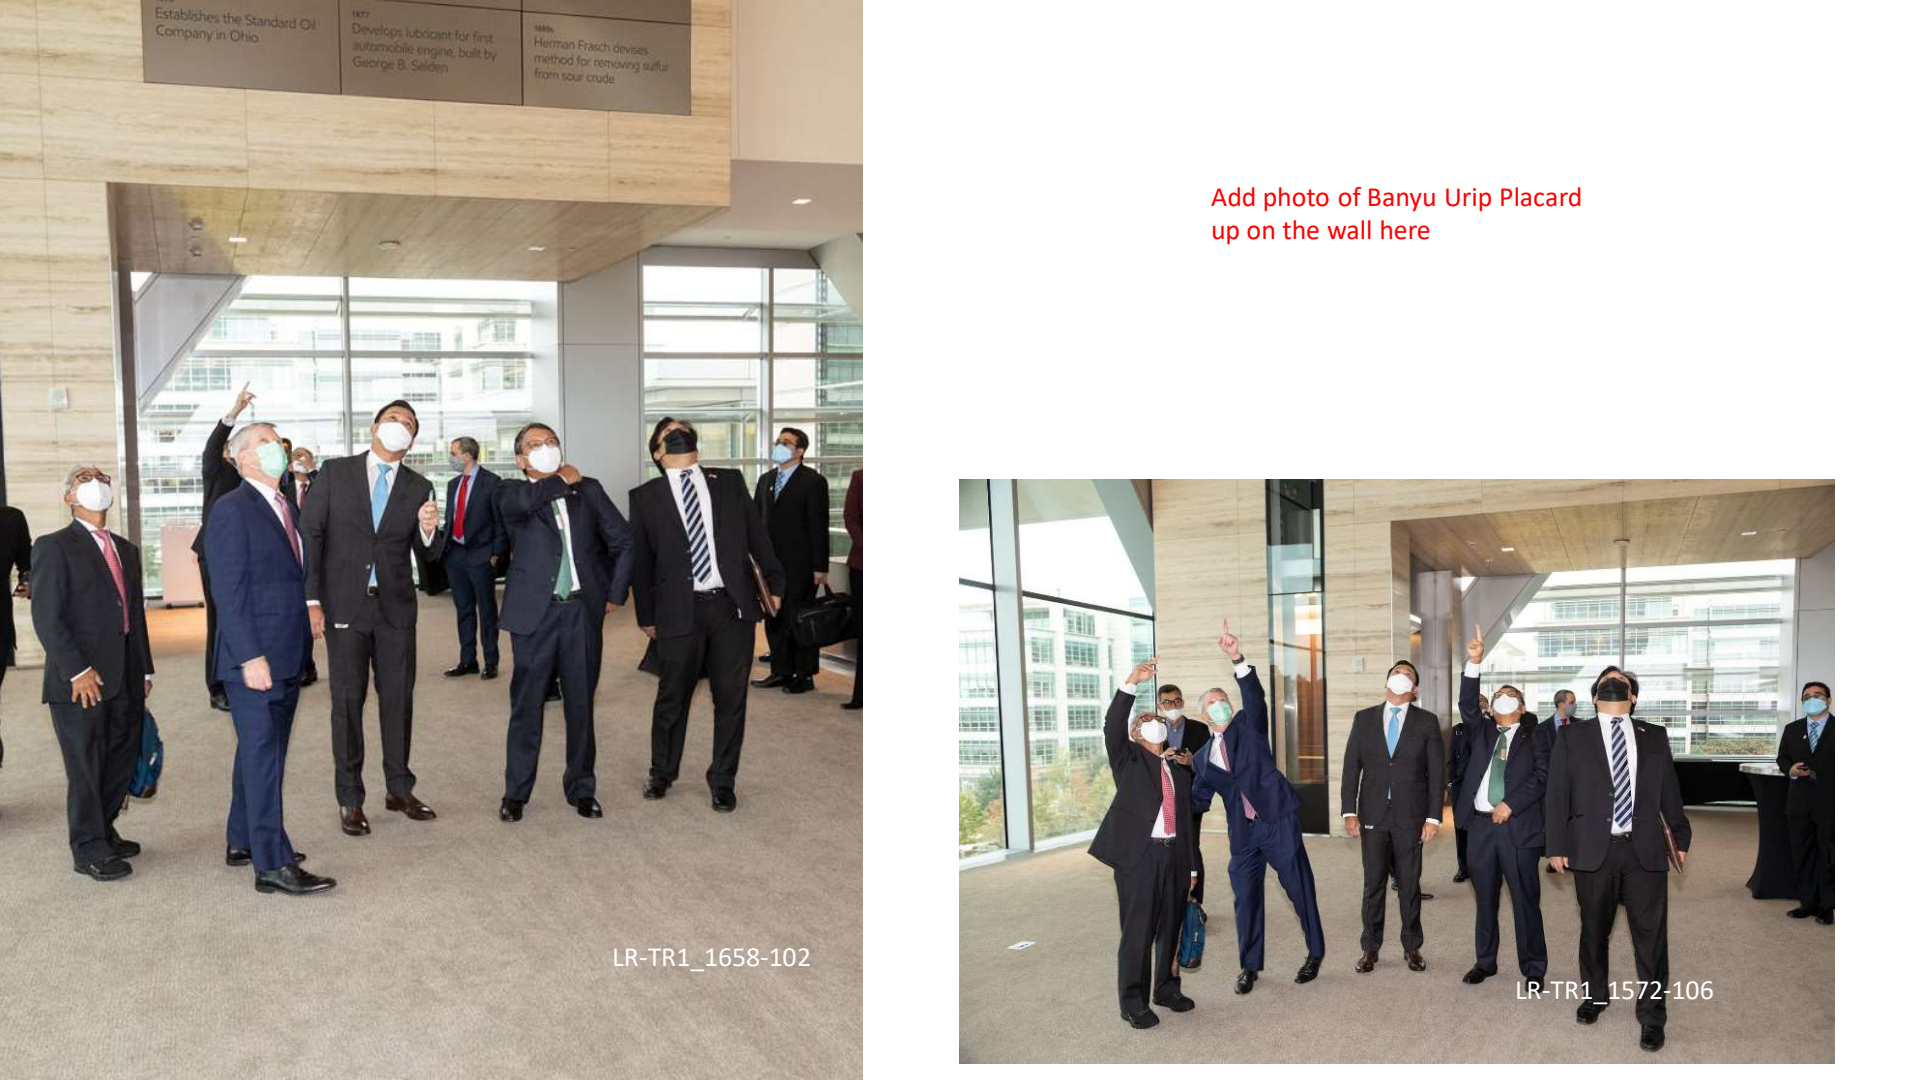 Establishes the Standard Oil
Company in Ohio
1877
Develops lubricant for first
automobile engine, built by
George B. Selden
1880s
Herman Frasch devises
method for removing sulfur
from sour crude
Add photo of Banyu Urip Placard
up on the wall here
LR-TR1_1658-102
LR-TR1_1572-106